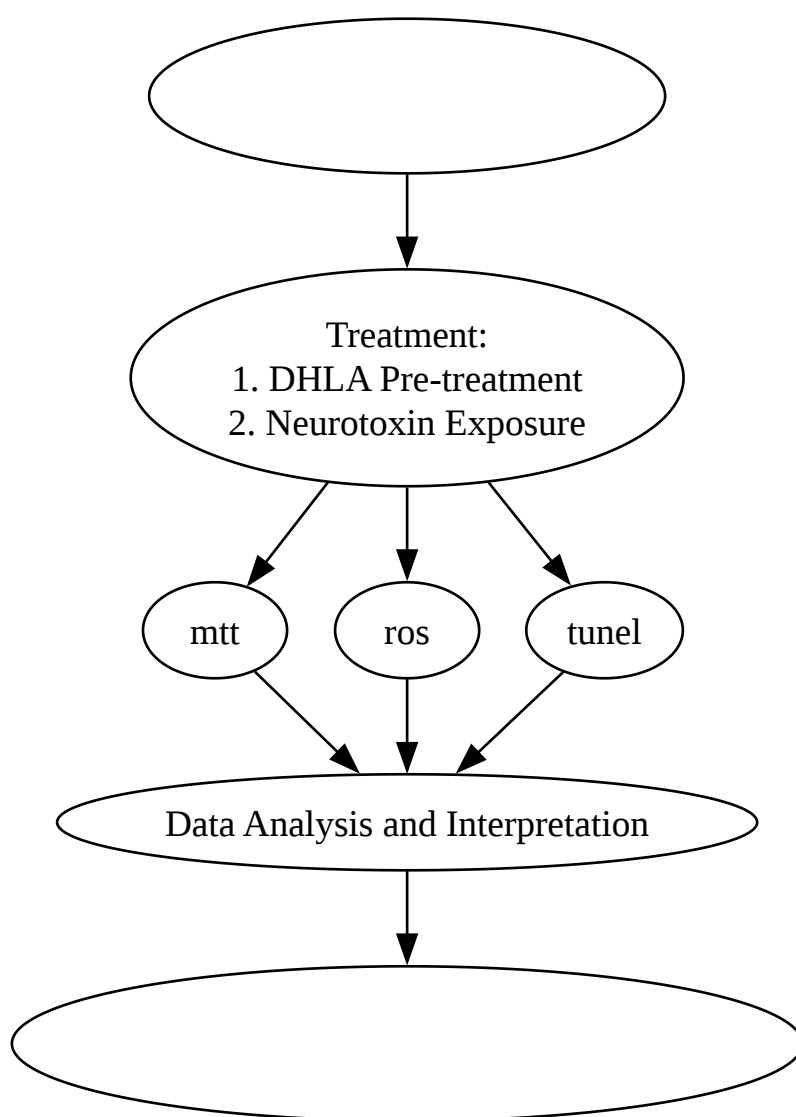 Treatment:
1. DHLA Pre-treatment
2. Neurotoxin Exposure
mtt
ros
tunel
Data Analysis and Interpretation